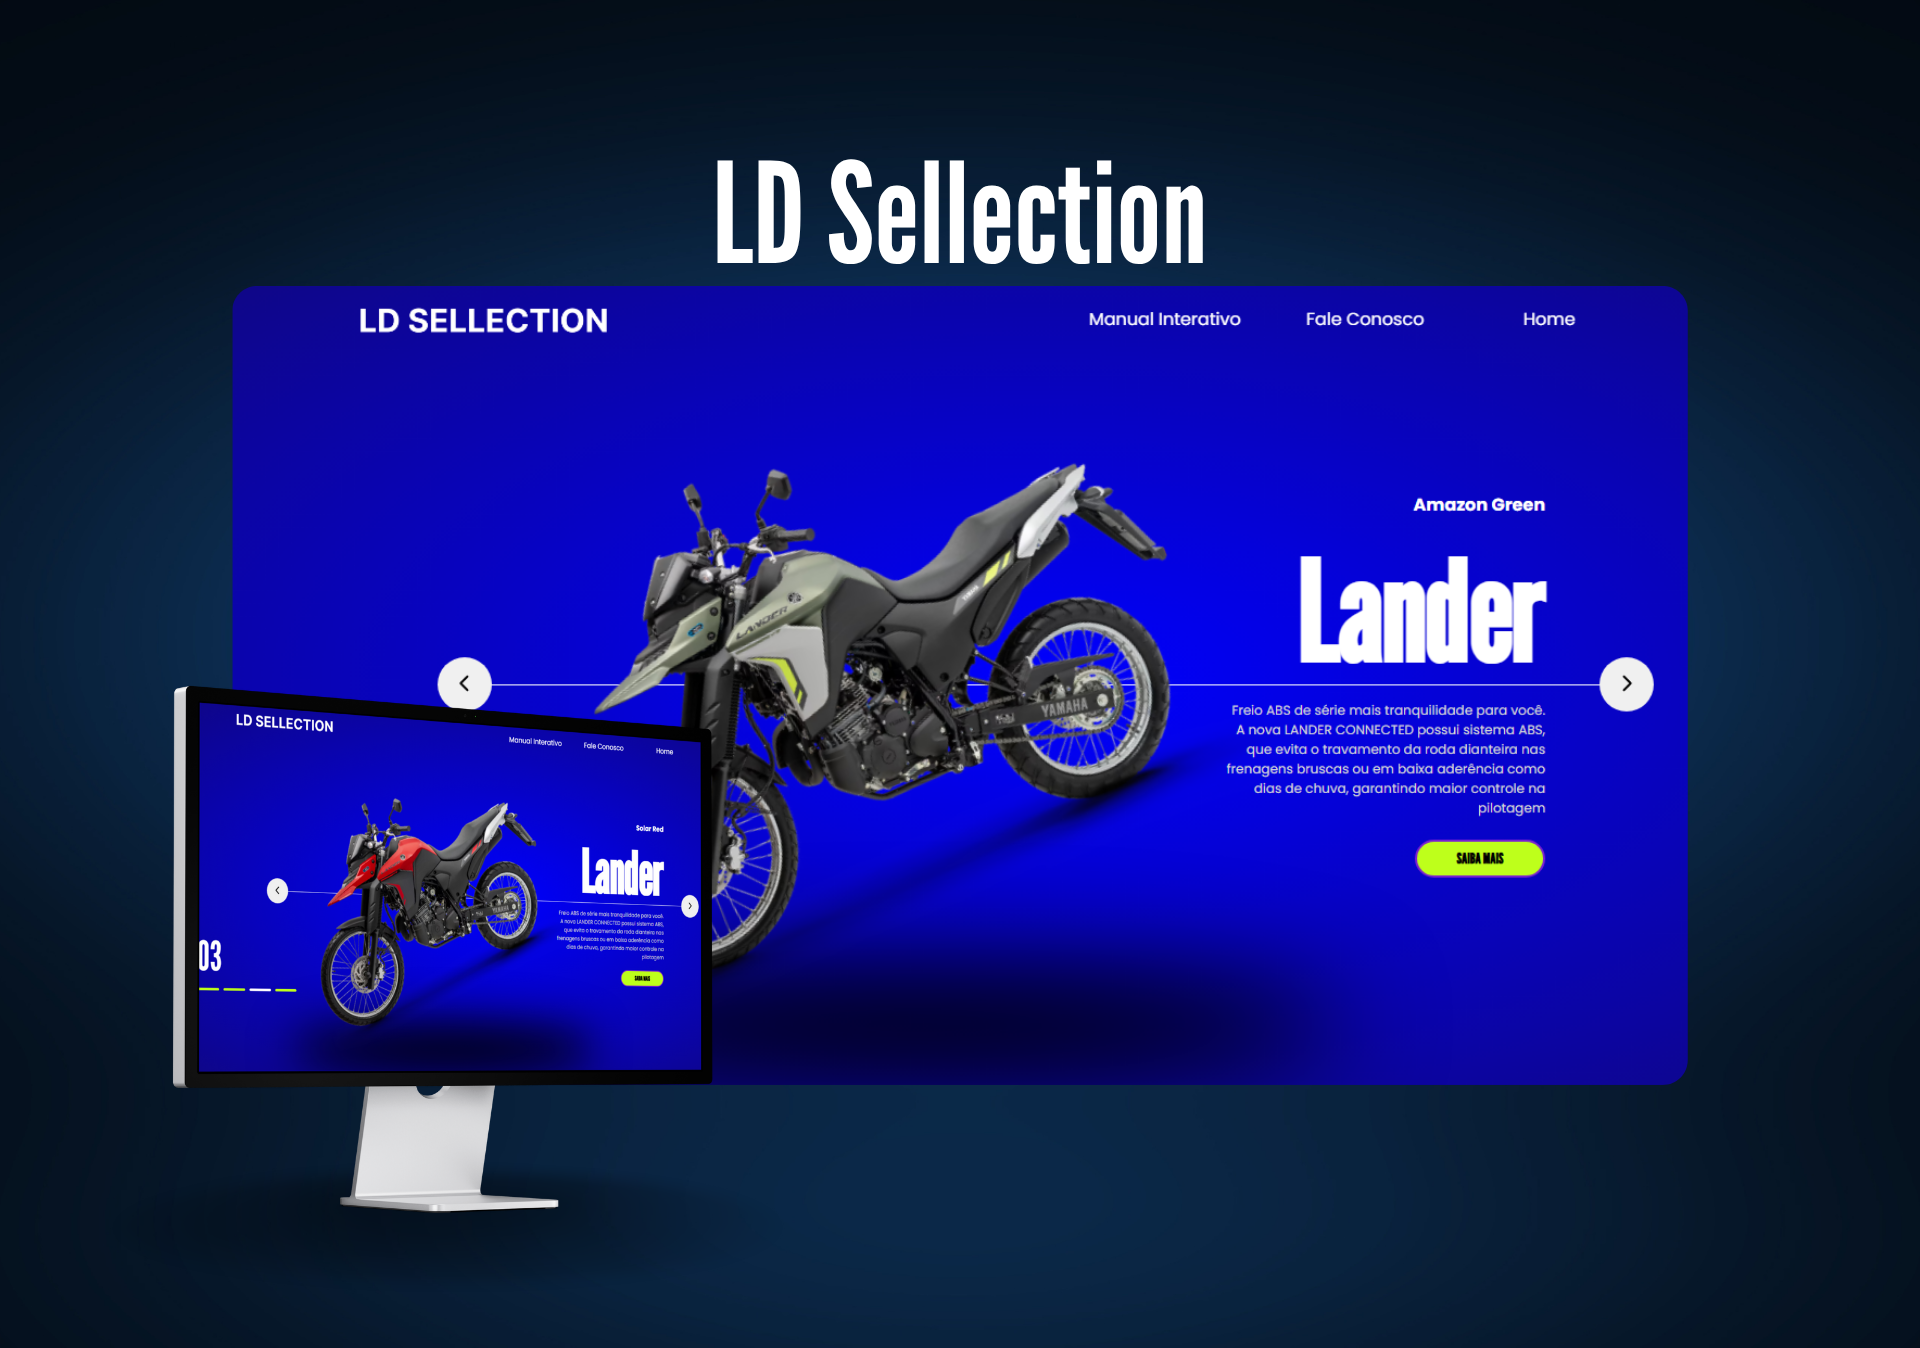 LD Sellection
LD SELLECTION
Manual Interativo
Fale Conosco
Home
Amazon Green
Lander
Freio ABS de série mais tranquilidade para você.
A nova LANDER CONNECTED possui sistema ABS,
que evita o travamento da roda dianteira nas
frenagens bruscas ou em baixa aderência como
dias de chuva, garantindo maior controle na
pilotagem
SAIBA MAIS
LANDER
YAMAHA
LD SELLECTION
Manual Interativo
Fale Conosco
Home
Solar Red
Lander
Freio ABS de série mais tranquilidade para você.
A nova LANDER CONNECTED possui sistema ABS,
que evita o travamento da roda dianteira nas
frenagens bruscas ou em baixa aderência como
dias de chuva, garantindo maior controle na
pilotagem
SAIBA MAIS
03
YAMAHA